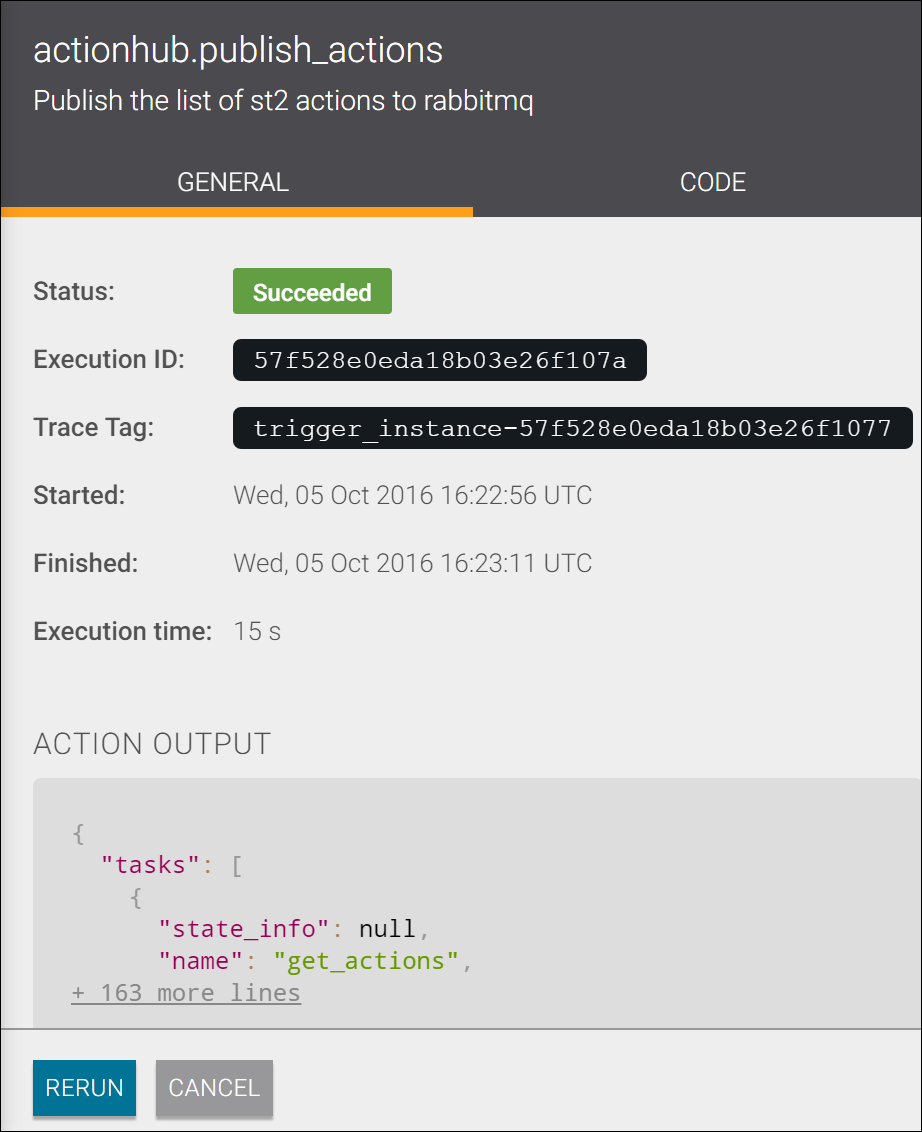 actionhub.publish_actions
Publish the list of st2 actions to rabbitmq
GENERAL CODE
Status: Succeeded
Execution ID: 57f528e0eda18b03e26f107a
Trace Tag: trigger_instance-57f528e0eda18b03e26f1077
Started: Wed, 05 Oct 2016 16:22:56 UTC
Finished: Wed, 05 Oct 2016 16:23:11 UTC
Execution time: 15 s
ACTION OUTPUT
{
"tasks": [
{
"state_info": null,
"name": "get_actions",
+ 163 more lines
RERUN CANCEL